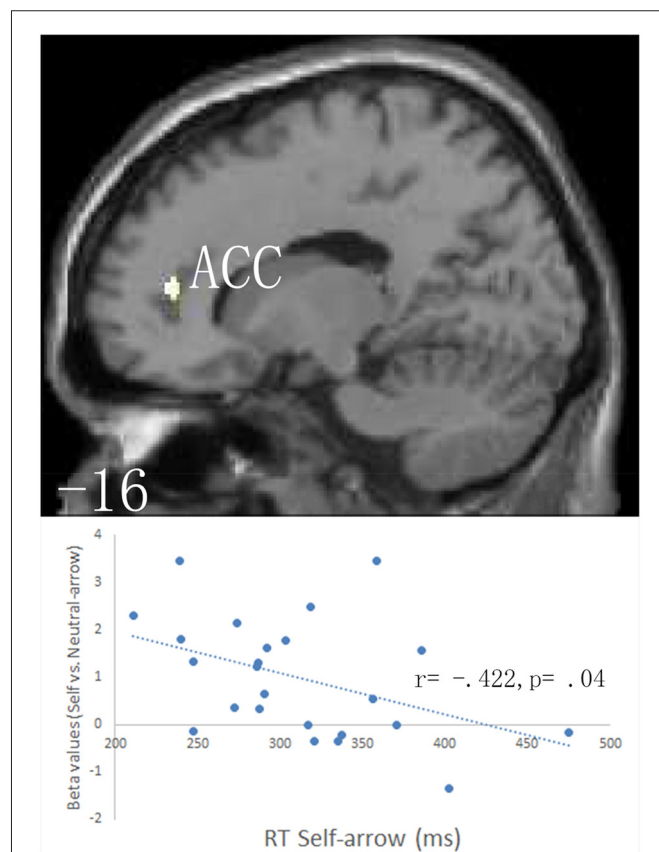 ACC
-16
Beta values (Self vs. Neutral-arrow)
4
3
2
1
0
-1
-2
200 250 300 350 400 450 500
r= -.422, p= .04
RT Self-arrow (ms)